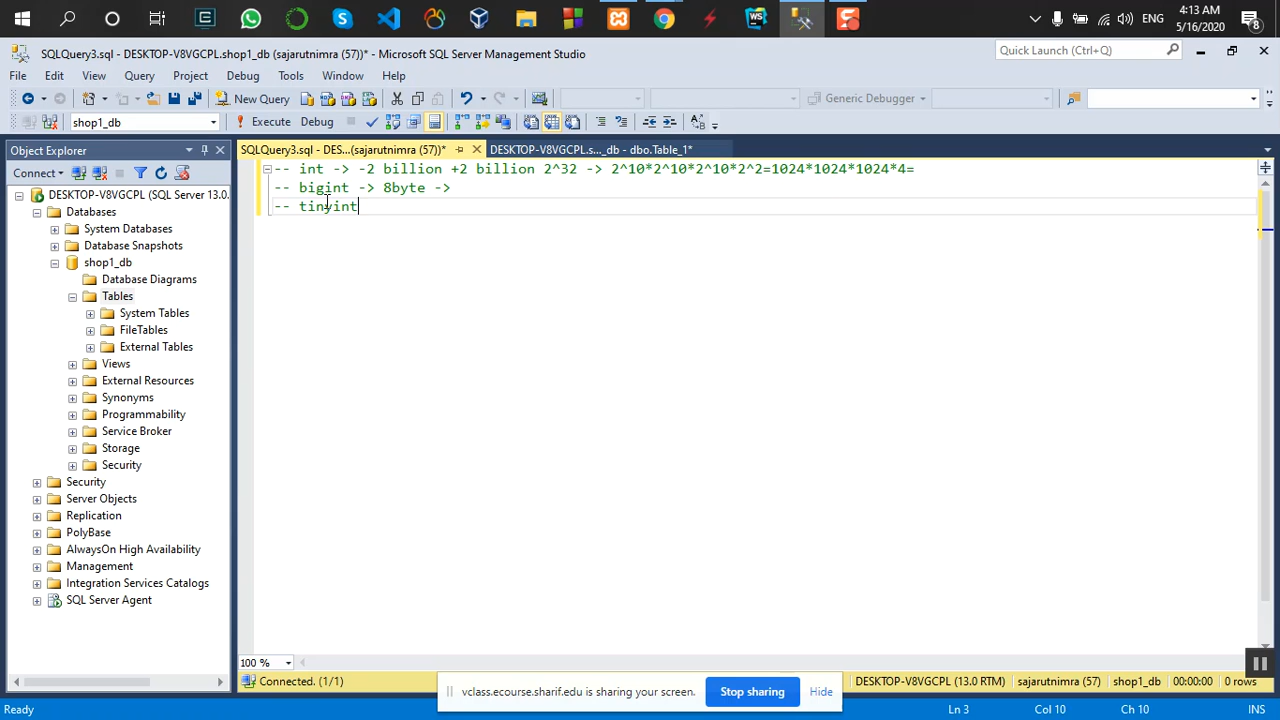 4:13 AM
ENG
5/16/2020
8
SQLQuery3.sql - DESKTOP-V8VGCPL.shop1_db (sajarutnimra (57))* - Microsoft SQL Server Management Studio
Quick Launch (Ctrl+Q)
File Edit View Query Project Debug Tools Window Help
New Query
Generic Debugger
shop1_db
Execute Debug
Object Explorer
SQLQuery3.sql - DES...(sajarutnimra (57))*
DESKTOP-V8VGCPL.s..._db - dbo.Table_1*
Connect
DESKTOP-V8VGCPL (SQL Server 13.0
Databases
System Databases
Database Snapshots
shop1_db
Database Diagrams
Tables
System Tables
FileTables
External Tables
Views
External Resources
Synonyms
Programmability
Service Broker
Storage
Security
Security
Server Objects
Replication
PolyBase
AlwaysOn High Availability
Management
Integration Services Catalogs
SQL Server Agent
-- int -> -2 billion +2 billion 2^32 -> 2^10*2^10*2^10*2^2=1024*1024*1024*4=
-- bigint -> 8byte ->
-- tinyint
100 %
Connected. (1/1)
DESKTOP-V8VGCPL (13.0 RTM)
sajarutnimra (57)
shop1_db
00:00:00
0 rows
vclass.ecourse.sharif.edu is sharing your screen.
Stop sharing
Hide
Ready
Ln 3
Col 10
Ch 10
INS